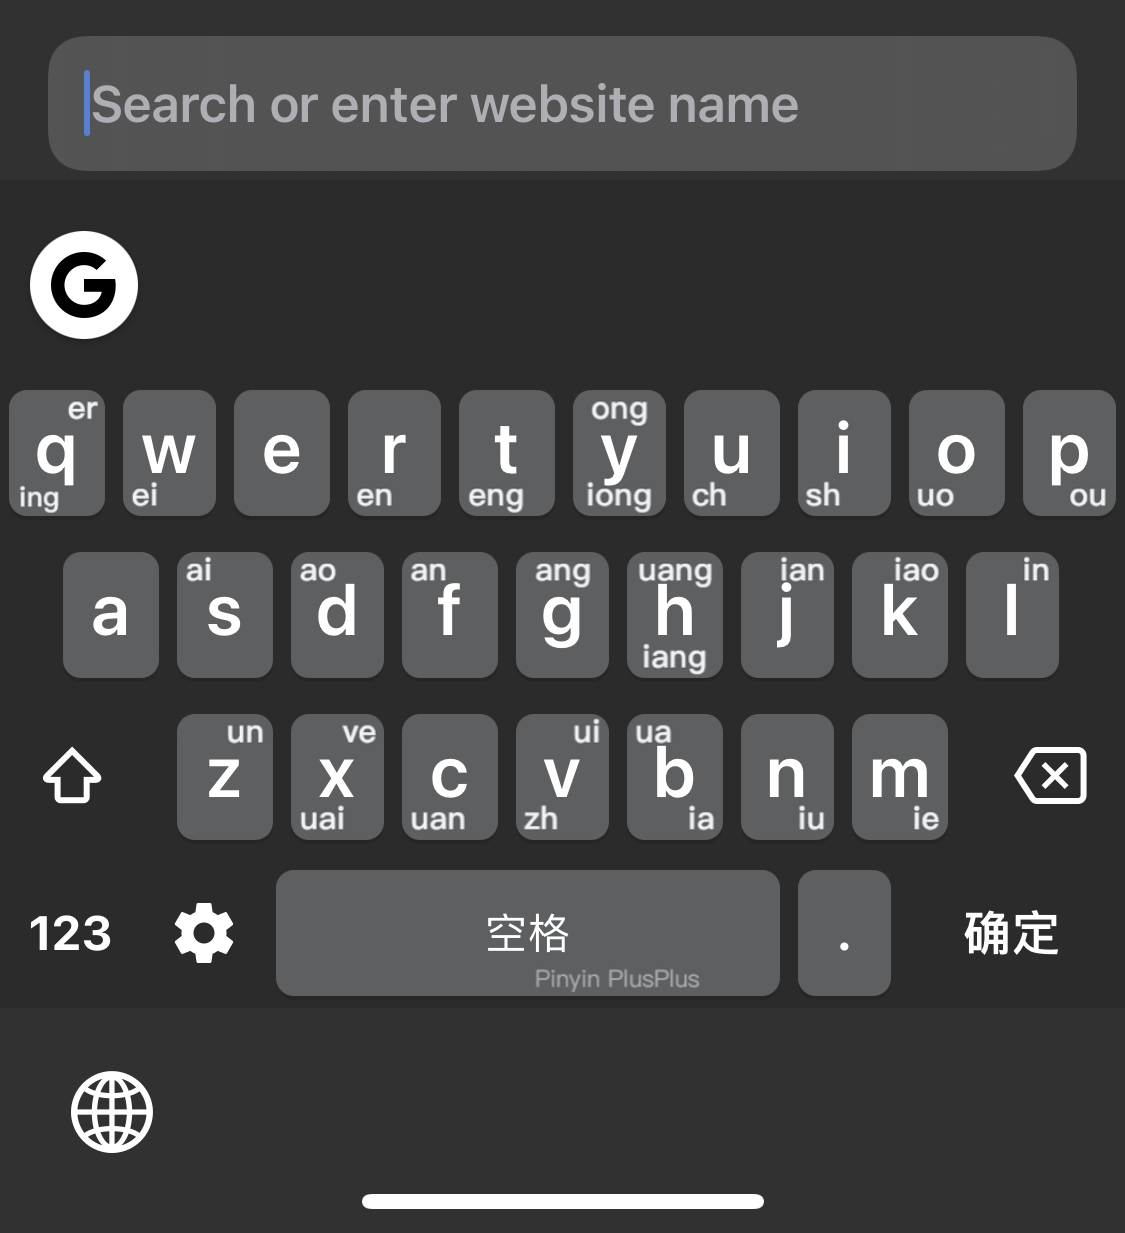 Search or enter website name
G
er ong
q w e r t y u i o p
ing ei en eng iong ch sh uo ou
ai ao an ang uang ian iao in
a s d f g h j k l
iang
un ve ui ua
z x c v b n m
uai uan zh ia iu ie
123 空格 . 确定
Pinyin PlusPlus